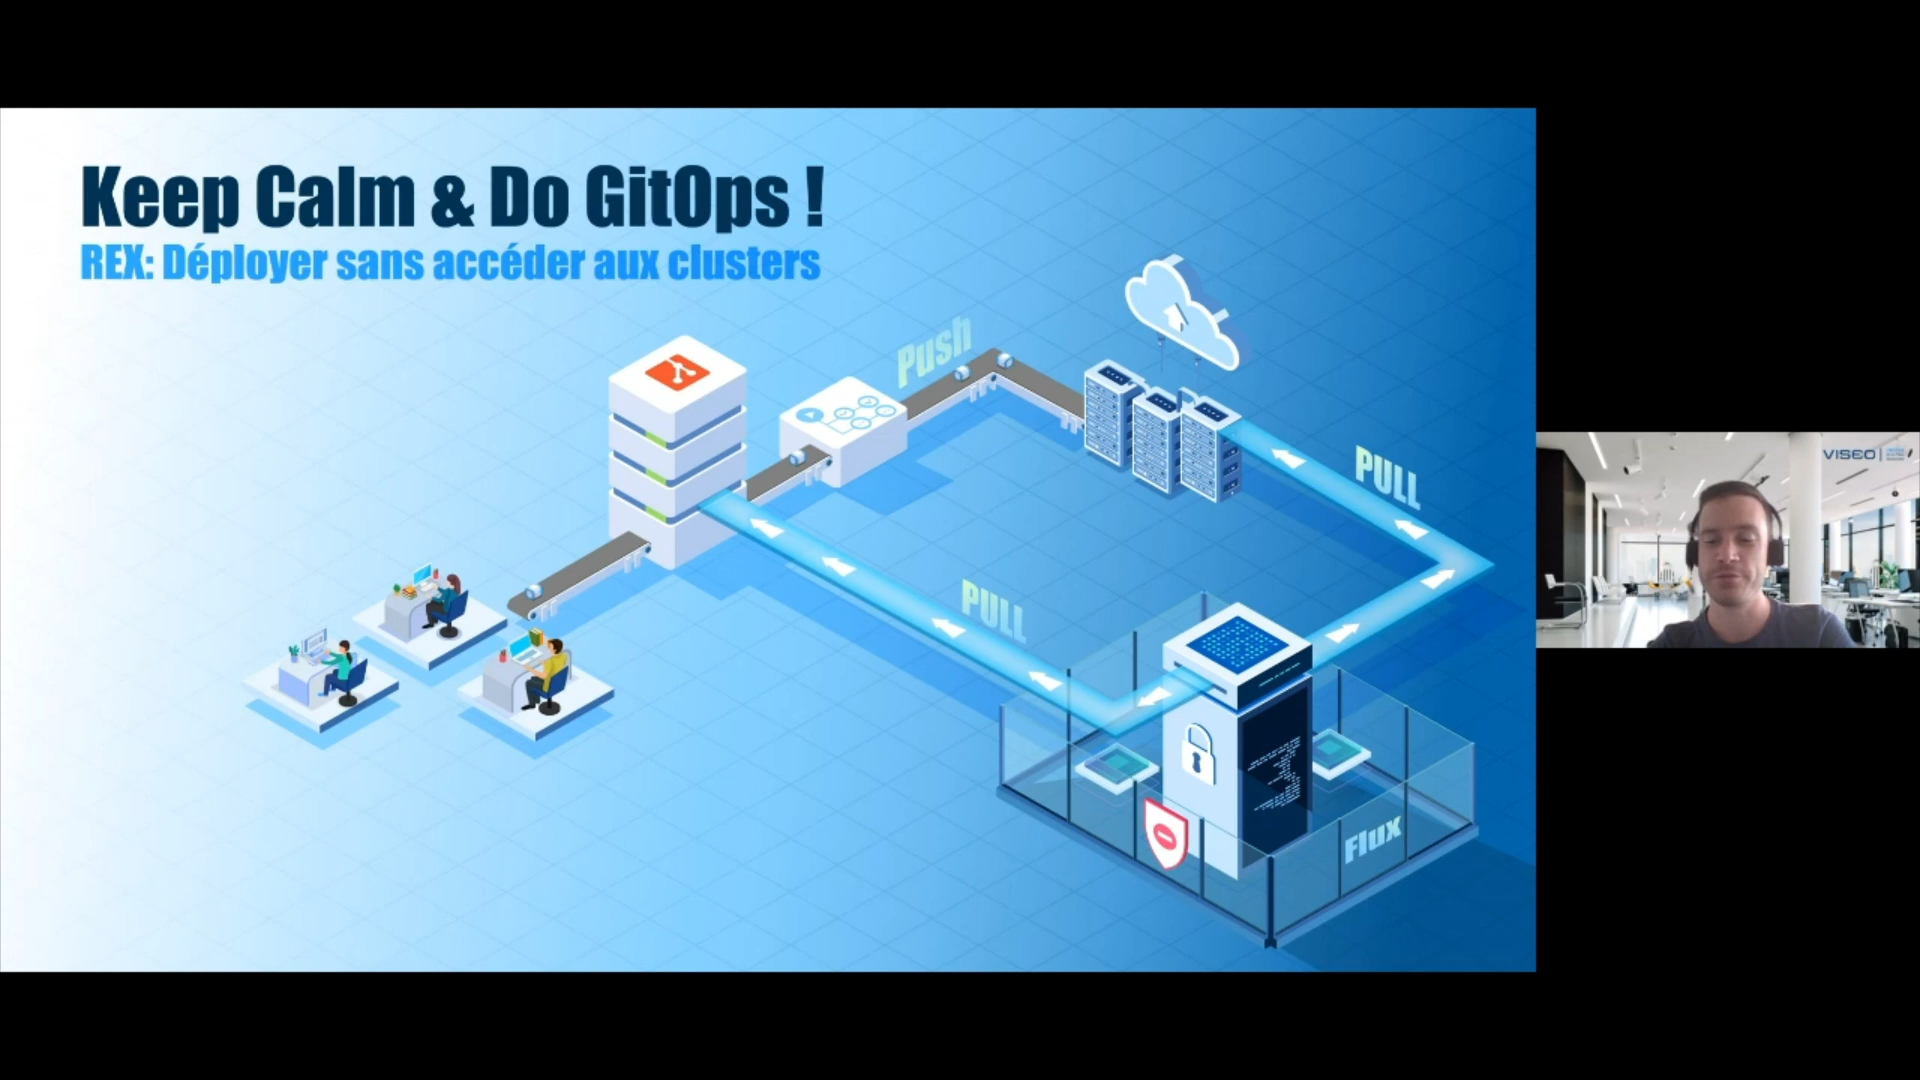 Keep Calm & Do GitOps !
REX: Déployer sans accéder aux clusters
Push
PULL
PULL
Flux
VISEO